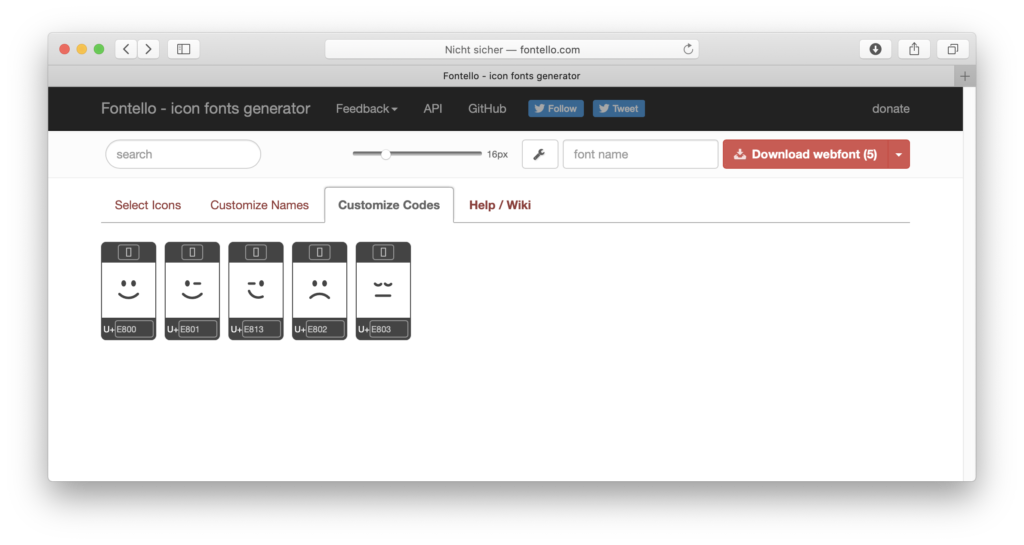 Nicht sicher — fontello.com
Fontello - icon fonts generator
Fontello - icon fonts generator Feedback API GitHub Follow Tweet donate
search 16px font name Download webfont (5)
Select Icons Customize Names Customize Codes Help / Wiki
U+ E800 U+ E801 U+ E813 U+ E802 U+ E803